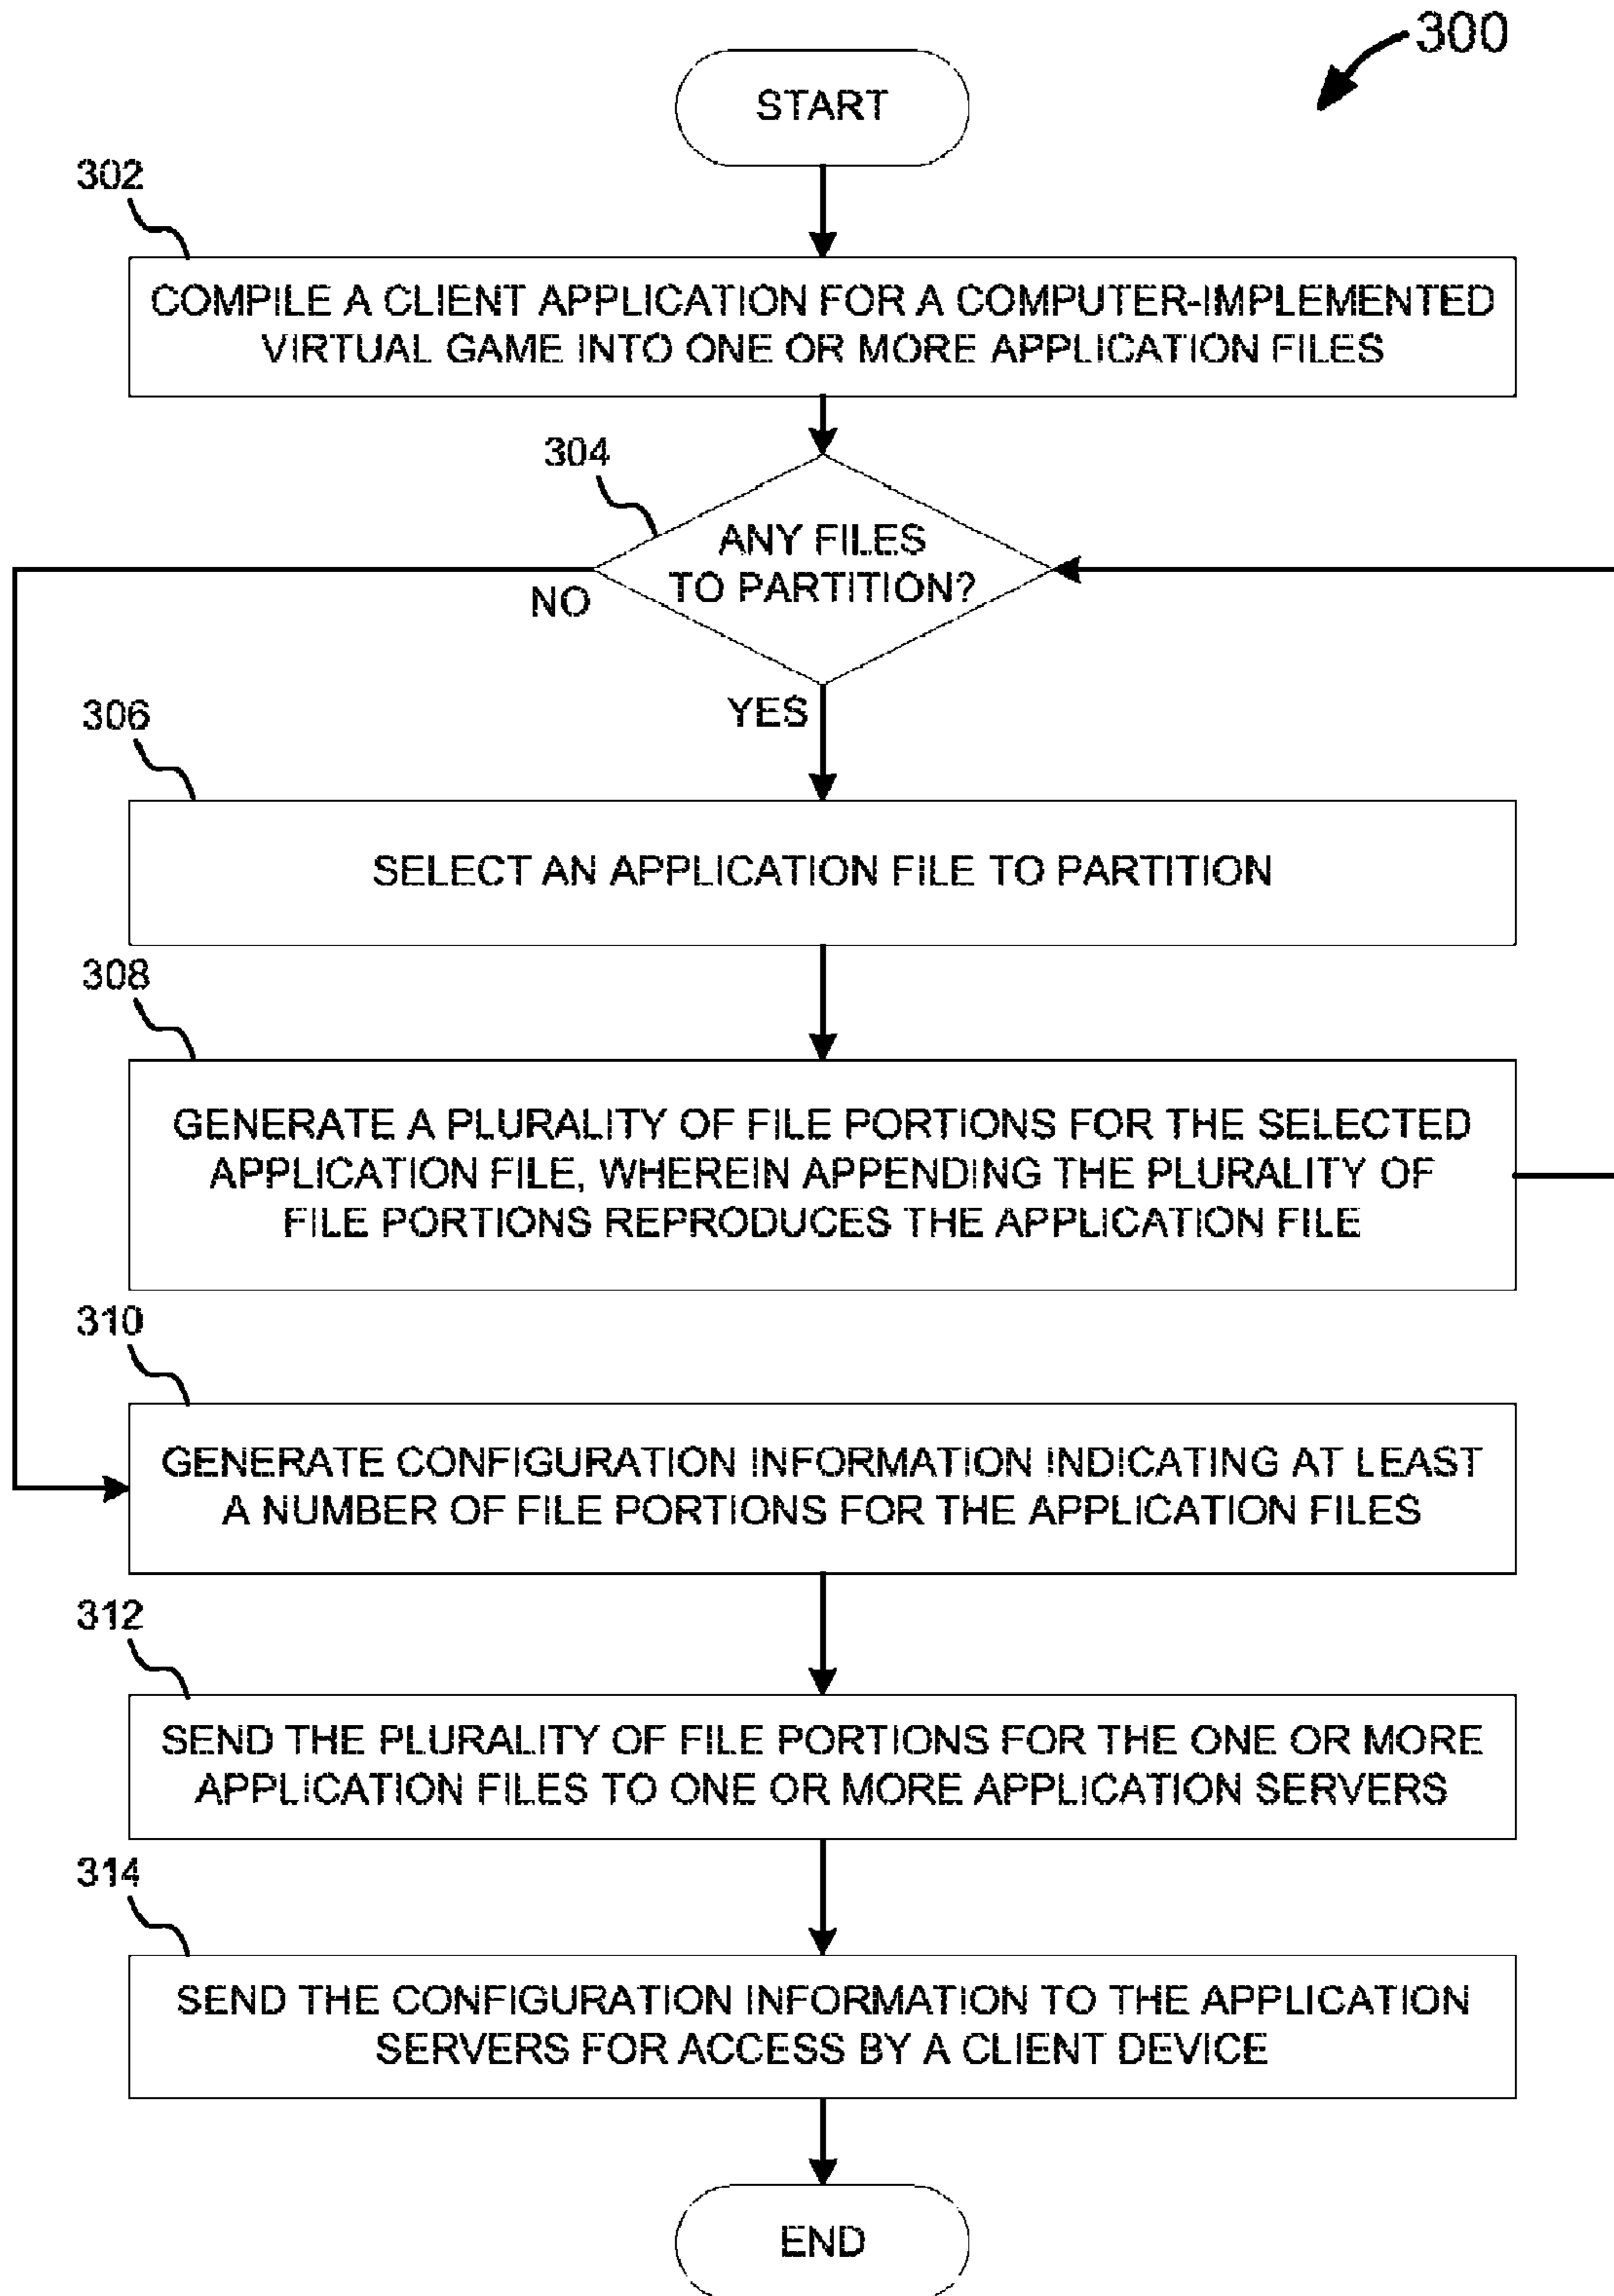 300
START
302
COMPILE A CLIENT APPLICATION FOR A COMPUTER-IMPLEMENTED
VIRTUAL GAME INTO ONE OR MORE APPLICATION FILES
304
ANY FILES
TO PARTITION?
NO
YES
306
SELECT AN APPLICATION FILE TO PARTITION
308
GENERATE A PLURALITY OF FILE PORTIONS FOR THE SELECTED
APPLICATION FILE, WHEREIN APPENDING THE PLURALITY OF
FILE PORTIONS REPRODUCES THE APPLICATION FILE
310
GENERATE CONFIGURATION INFORMATION INDICATING AT LEAST
A NUMBER OF FILE PORTIONS FOR THE APPLICATION FILES
312
SEND THE PLURALITY OF FILE PORTIONS FOR THE ONE OR MORE
APPLICATION FILES TO ONE OR MORE APPLICATION SERVERS
314
SEND THE CONFIGURATION INFORMATION TO THE APPLICATION
SERVERS FOR ACCESS BY A CLIENT DEVICE
END